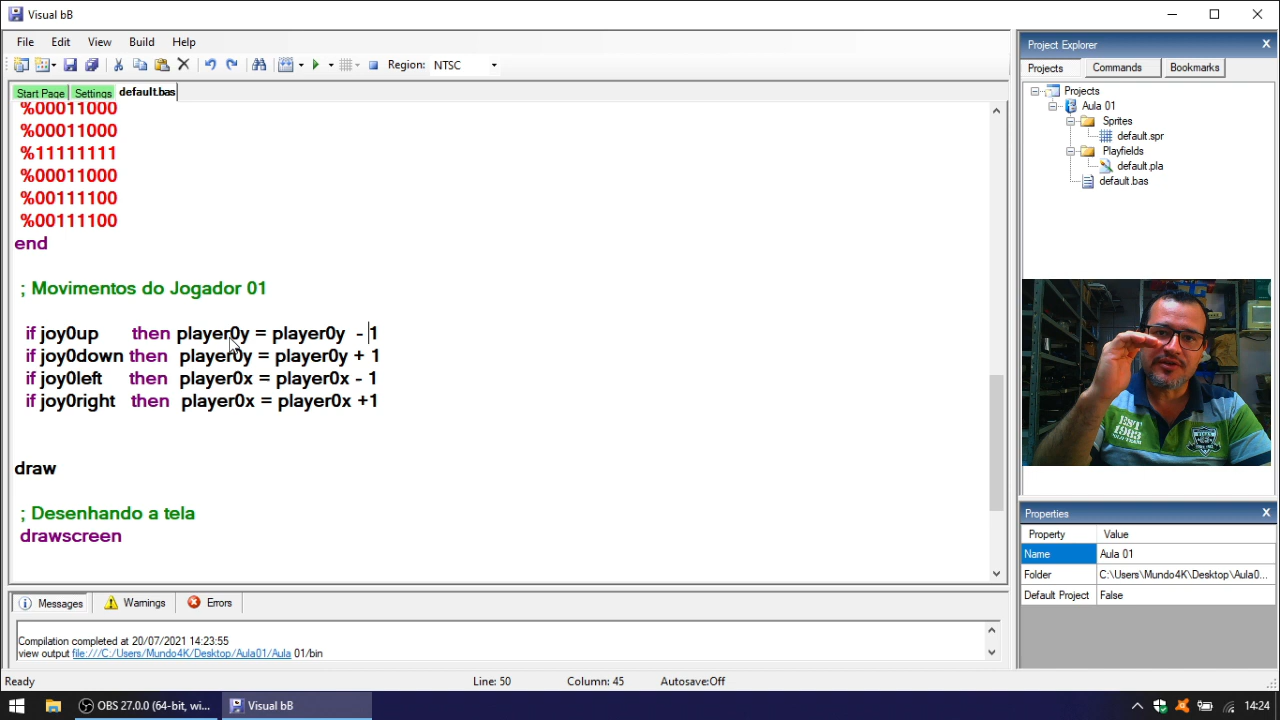 Visual bB
File Edit View Build Help
Region: NTSC
Start Page Settings default.bas
%00011000
%00011000
%11111111
%00011000
%00111100
%00111100
end
; Movimentos do Jogador 01
if joy0up then player0y = player0y - 1
if joy0down then player0y = player0y + 1
if joy0left then player0x = player0x - 1
if joy0right then player0x = player0x +1
draw
; Desenhando a tela
drawscreen
Messages Warnings Errors
Compilation completed at 20/07/2021 14:23:55
view output file:///C:/Users/Mundo4K/Desktop/Aula01/Aula 01/bin
Ready Line: 50 Column: 45 Autosave:Off
Project Explorer
Projects Commands Bookmarks
Projects
Aula 01
Sprites
default.spr
Playfields
default.pla
default.bas
EST
1983
Properties
Property Value
Name Aula 01
Folder C:\Users\Mundo4K\Desktop\Aula0...
Default Project False
OBS 27.0.0 (64-bit, wi... Visual bB 14:24